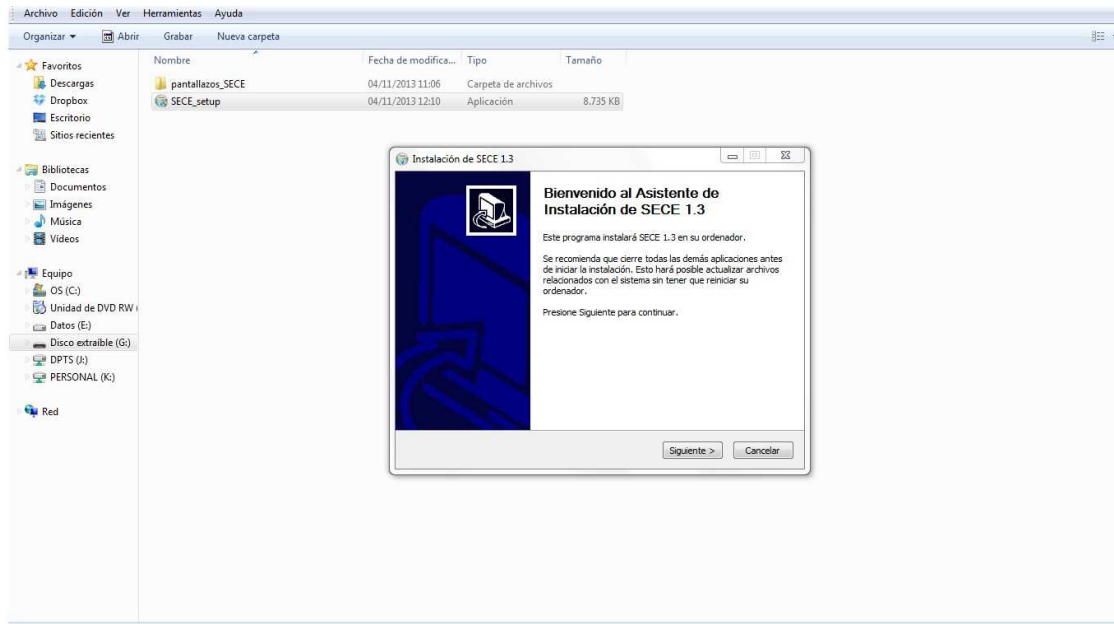 Archivo Edición Ver Herramientas Ayuda
Organizar Abrir Grabar Nueva carpeta
Nombre Fecha de modifica... Tipo Tamaño
pantallazos_SECE 04/11/2013 11:06 Carpeta de archivos
SECE_setup 04/11/2013 12:10 Aplicación 8.735 KB
Favoritos
Descargas
Dropbox
Escritorio
Sitios recientes
Bibliotecas
Documentos
Imágenes
Música
Vídeos
Equipo
OS (C:)
Unidad de DVD RW (
Datos (E:)
Disco extraíble (G:)
DPTS (J:)
PERSONAL (K:)
Red
Instalación de SECE 1.3
Bienvenido al Asistente de
Instalación de SECE 1.3
Este programa instalará SECE 1.3 en su ordenador.
Se recomienda que cierre todas las demás aplicaciones antes
de iniciar la instalación. Esto hará posible actualizar archivos
relacionados con el sistema sin tener que reiniciar su
ordenador.
Presione Siguiente para continuar.
Siguiente > Cancelar